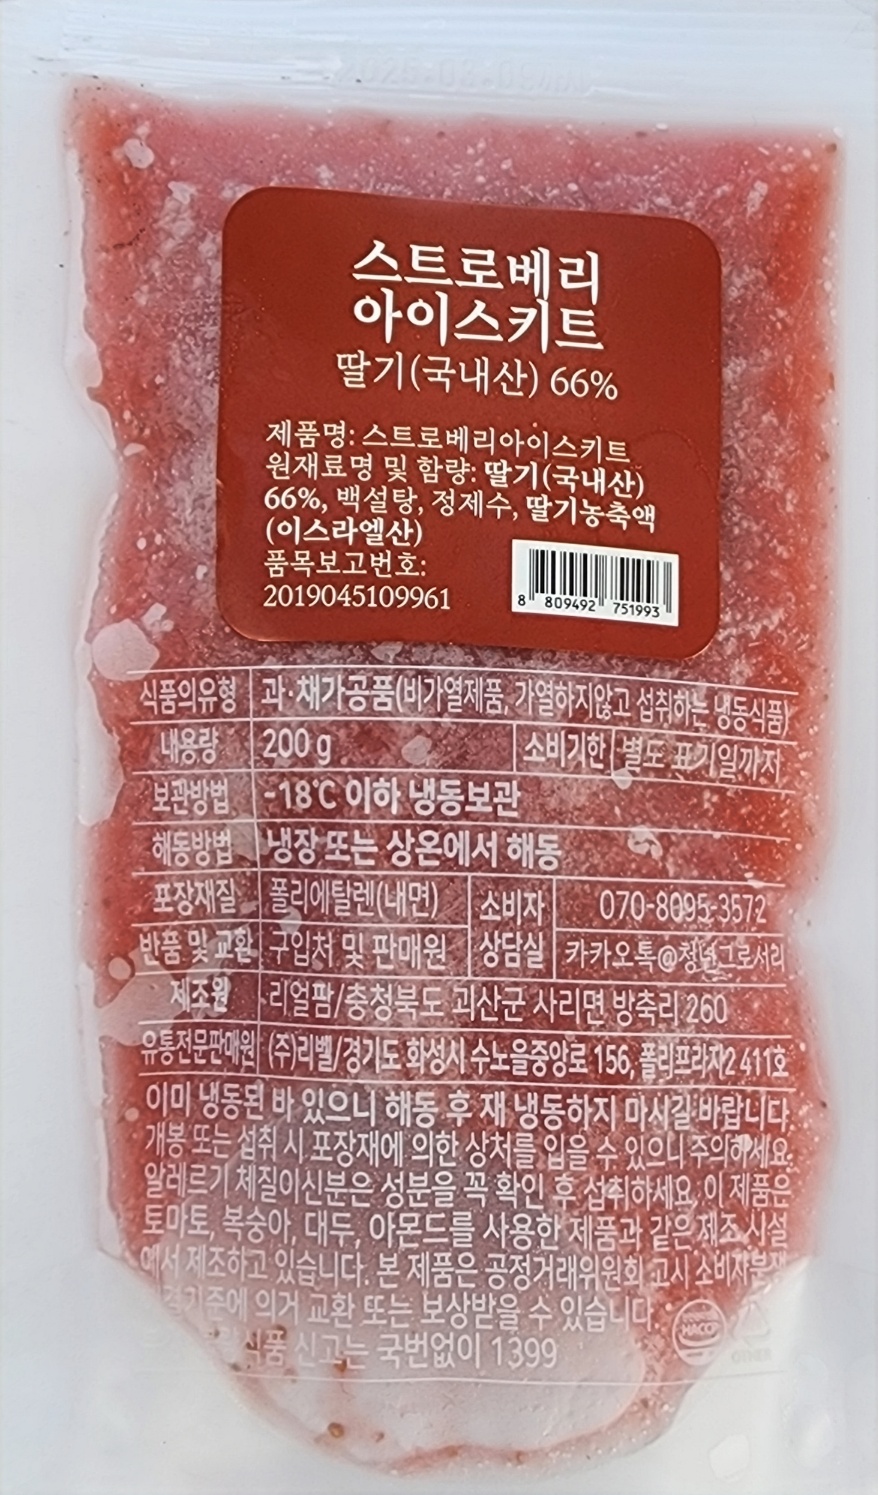 스트로베리
아이스키트
딸기(국내산) 66%
제품명: 스트로베리아이스키트
원재료명 및 함량: 딸기(국내산)
66%, 백설탕, 정제수, 딸기농축액
(이스라엘산)
품목보고번호:
2019045109961
8 809492 751993
식품의유형 과·채가공품(비가열제품, 가열하지않고 섭취하는 냉동식품)
내용량 200 g 소비기한 별도 표기일까지
보관방법 -18℃ 이하 냉동보관
해동방법 냉장 또는 상온에서 해동
포장재질 폴리에틸렌(내면) 소비자 070-8095-3572
반품 및 교환 구입처 및 판매원 상담실 카카오톡@청년그로서리
제조원 리얼팜/충청북도 괴산군 사리면 방축리 260
유통전문판매원 (주)리벨/경기도 화성시 수노을중앙로 156, 폴리프라자2 411호
이미 냉동된 바 있으니 해동 후 재 냉동하지 마시길 바랍니다.
개봉 또는 섭취 시 포장재에 의한 상처를 입을 수 있으니 주의하세요.
알레르기 체질이신분은 성분을 꼭 확인 후 섭취하세요. 이 제품은
토마토, 복숭아, 대두, 아몬드를 사용한 제품과 같은 제조 시설
에서 제조하고 있습니다. 본 제품은 공정거래위원회 고시 소비자분쟁
의거 교환 또는 보상받을 수 있습니다.
식품 신고는 국번없이 1399
HACCP